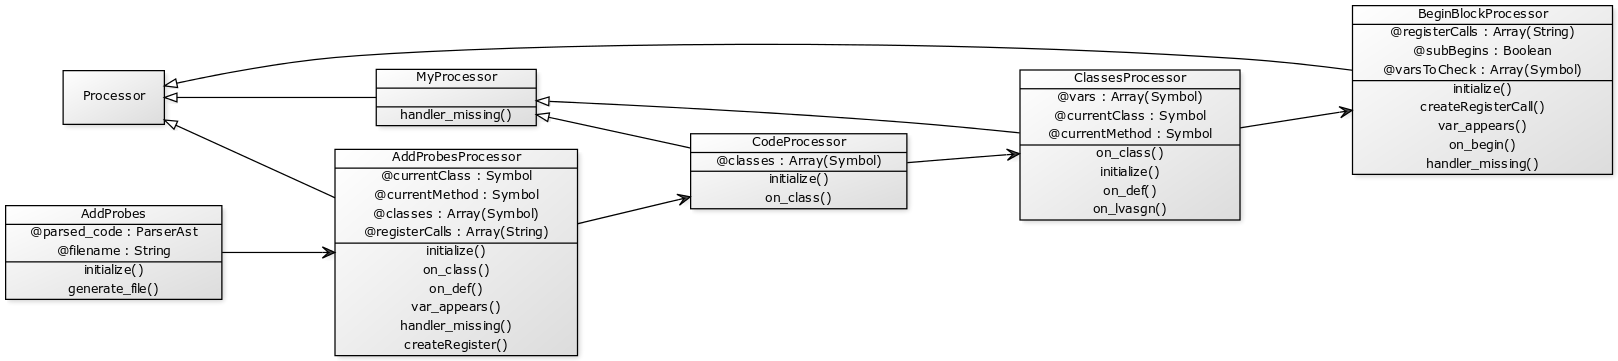 Processor
AddProbes
@parsed_code : ParserAst
@filename : String
initialize()
generate_file()
MyProcessor
handler_missing()
AddProbesProcessor
@currentClass : Symbol
@currentMethod : Symbol
@classes : Array(Symbol)
@registerCalls : Array(String)
initialize()
on_class()
on_def()
var_appears()
handler_missing()
createRegister()
CodeProcessor
@classes : Array(Symbol)
initialize()
on_class()
ClassesProcessor
@vars : Array(Symbol)
@currentClass : Symbol
@currentMethod : Symbol
on_class()
initialize()
on_def()
on_lvasgn()
BeginBlockProcessor
@registerCalls : Array(String)
@subBegins : Boolean
@varsToCheck : Array(Symbol)
initialize()
createRegisterCall()
var_appears()
on_begin()
handler_missing()